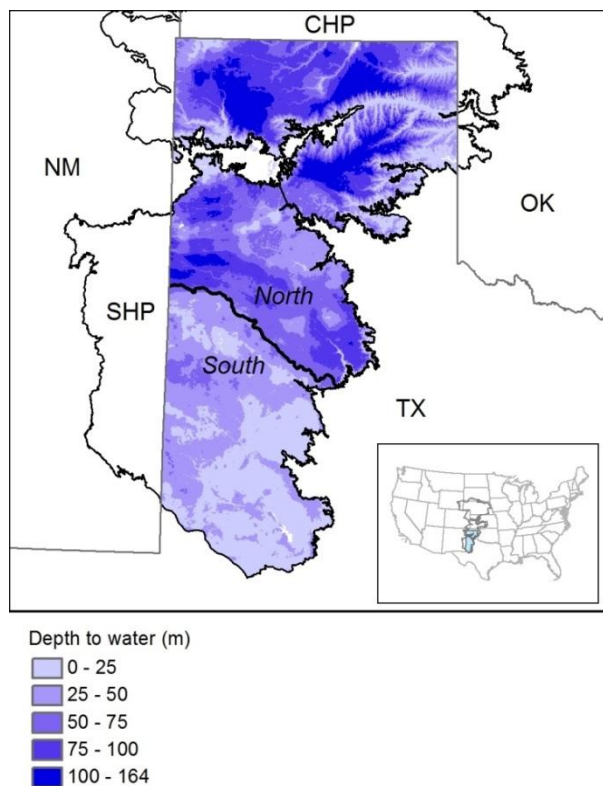 CHP
NM
OK
SHP
North
South
TX
Depth to water (m)
0 - 25
25 - 50
50 - 75
75 - 100
100 - 164